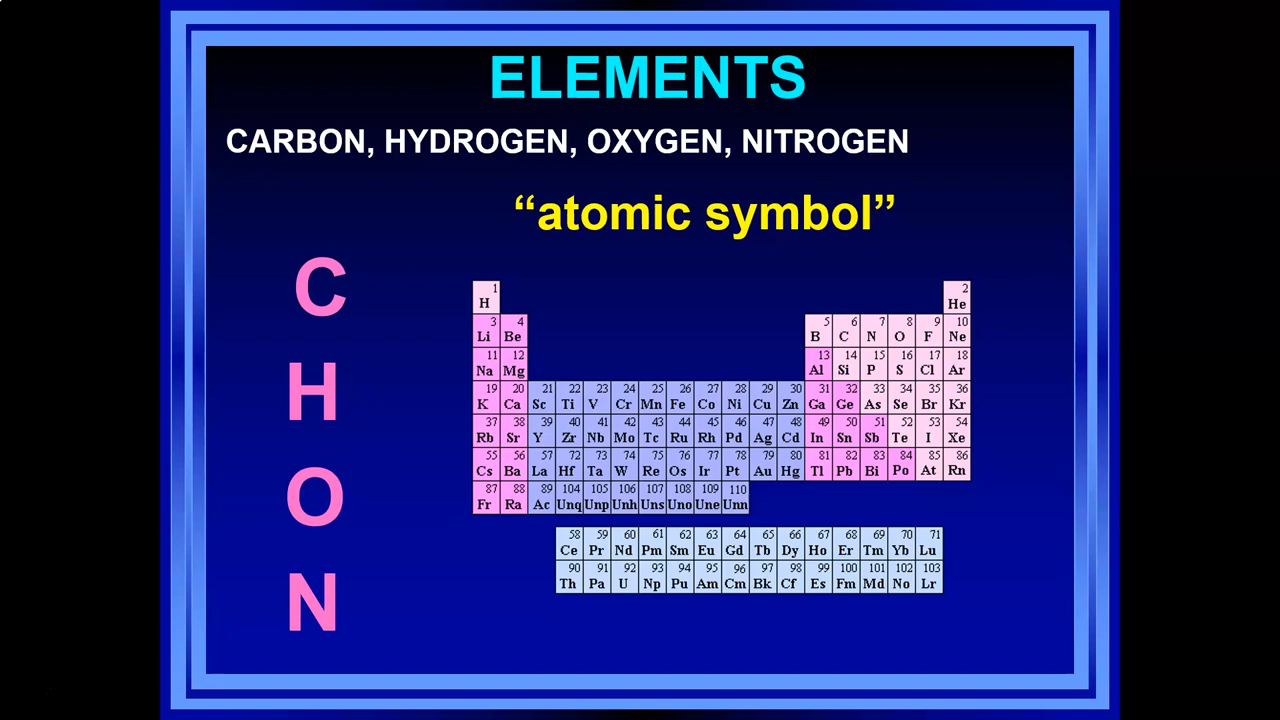 ELEMENTS
CARBON, HYDROGEN, OXYGEN, NITROGEN
“atomic symbol”
C
H
O
N
1 2
H He
3 4 5 6 7 8 9 10
Li Be B C N O F Ne
11 12 13 14 15 16 17 18
Na Mg Al Si P S Cl Ar
19 20 21 22 23 24 25 26 27 28 29 30 31 32 33 34 35 36
K Ca Sc Ti V Cr Mn Fe Co Ni Cu Zn Ga Ge As Se Br Kr
37 38 39 40 41 42 43 44 45 46 47 48 49 50 51 52 53 54
Rb Sr Y Zr Nb Mo Tc Ru Rh Pd Ag Cd In Sn Sb Te I Xe
55 56 57 72 73 74 75 76 77 78 79 80 81 82 83 84 85 86
Cs Ba La Hf Ta W Re Os Ir Pt Au Hg Tl Pb Bi Po At Rn
87 88 89 104 105 106 107 108 109 110
Fr Ra Ac Unq Unp Unh Uns Uno Une Unn
58 59 60 61 62 63 64 65 66 67 68 69 70 71
Ce Pr Nd Pm Sm Eu Gd Tb Dy Ho Er Tm Yb Lu
90 91 92 93 94 95 96 97 98 99 100 101 102 103
Th Pa U Np Pu Am Cm Bk Cf Es Fm Md No Lr